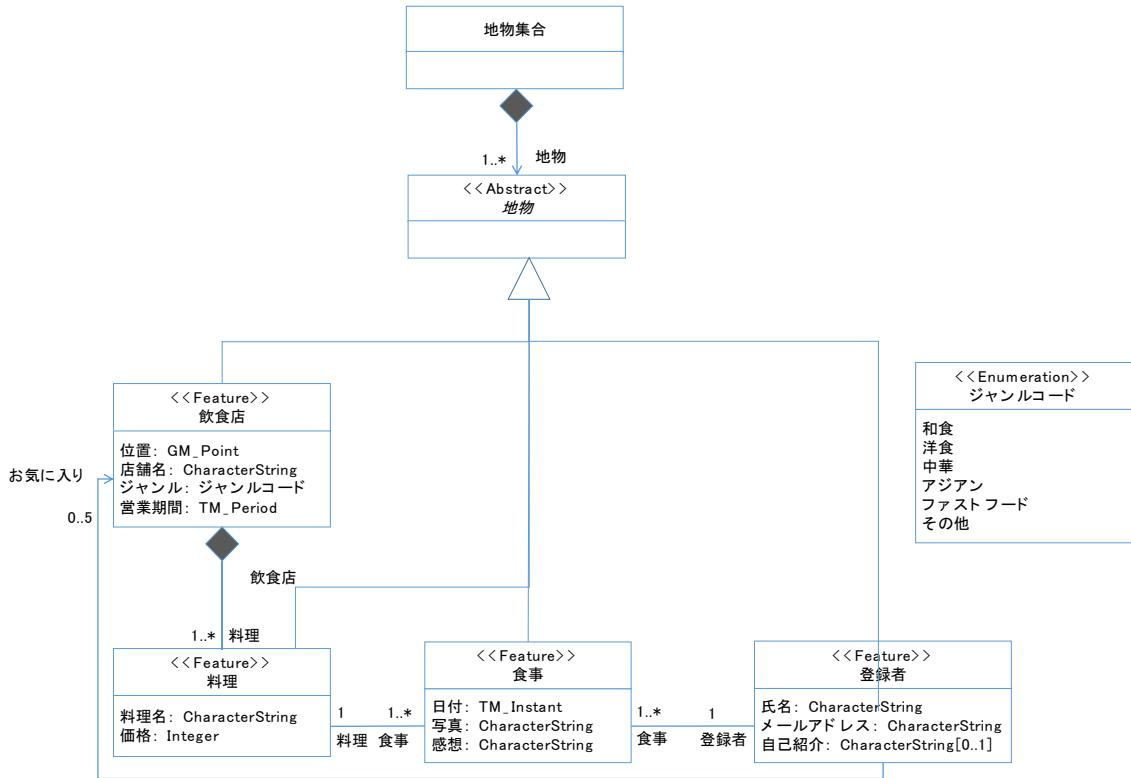 地物集合
1..* 地物
<<Abstract>>
地物
<<Feature>>
飲食店
位置: GM_Point
店舗名: CharacterString
ジャンル: ジャンルコード
営業期間: TM_Period
<<Enumeration>>
ジャンルコード
和食
洋食
中華
アジアン
ファストフード
その他
お気に入り
0..5
飲食店
1..* 料理
<<Feature>>
料理
料理名: CharacterString
価格: Integer
1 1..*
料理 食事
<<Feature>>
食事
日付: TM_Instant
写真: CharacterString
感想: CharacterString
1..* 1
食事 登録者
<<Feature>>
登録者
氏名: CharacterString
メールアドレス: CharacterString
自己紹介: CharacterString[0..1]